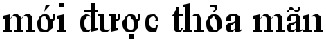 mới được thỏa mãn